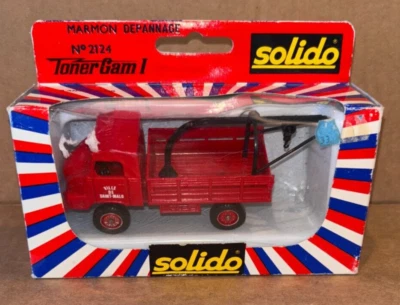 MARMON DEPANNAGE
Nº 2124
Toner Gam I
solido
VILLE
DE
SAINT-MALO
solido